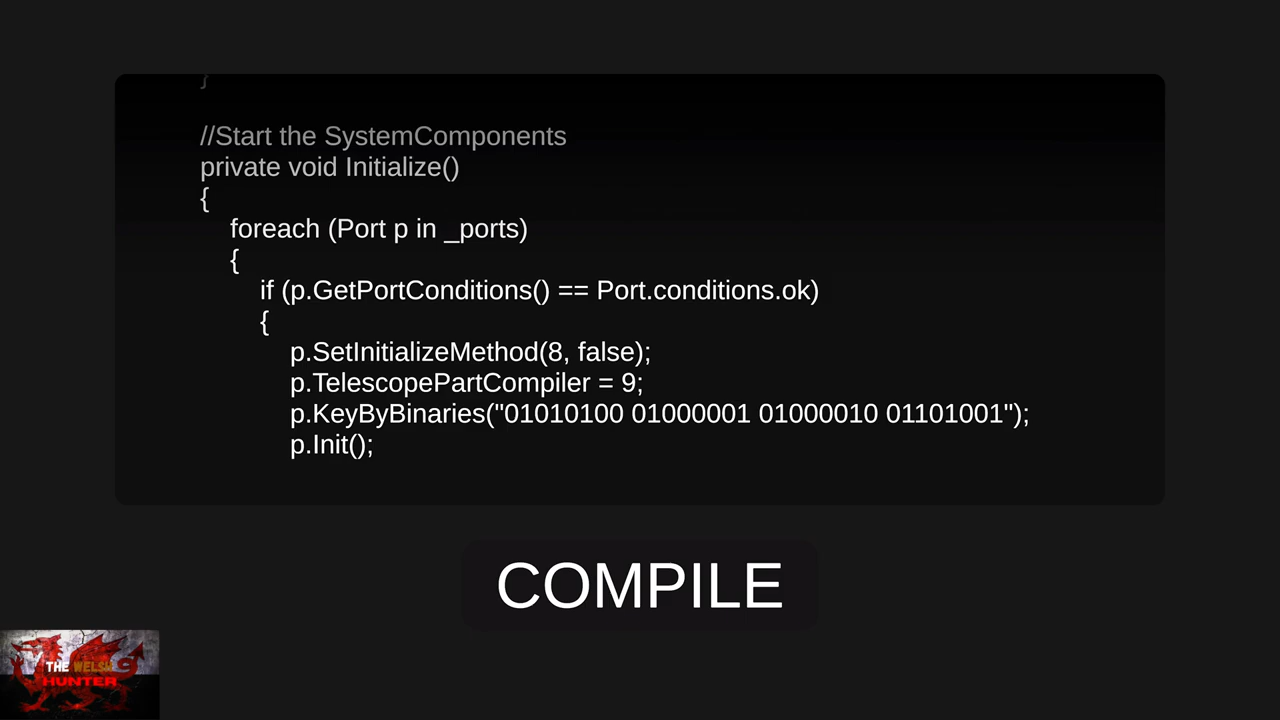 }
//Start the SystemComponents
private void Initialize()
{
foreach (Port p in _ports)
{
if (p.GetPortConditions() == Port.conditions.ok)
{
p.SetInitializeMethod(8, false);
p.TelescopePartCompiler = 9;
p.KeyByBinaries("01010100 01000001 01000010 01101001");
p.Init();
COMPILE
THE WELSH
HUNTER